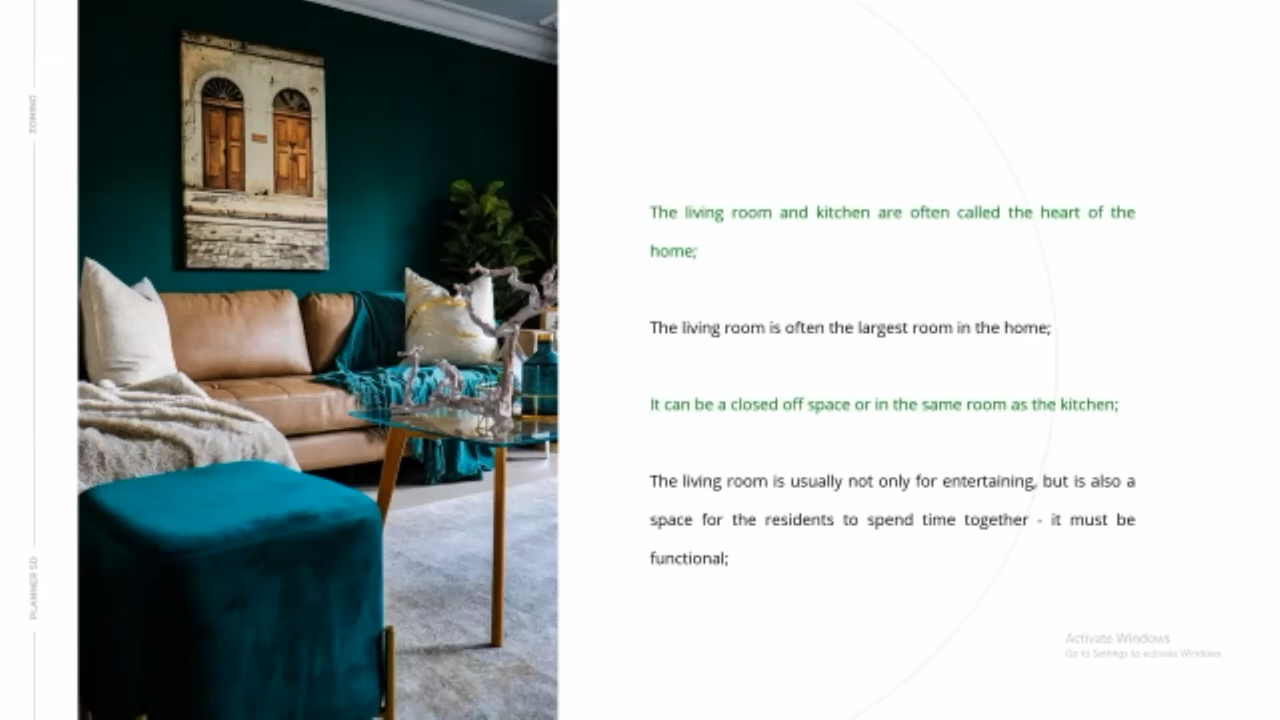 ZONING
PLANNER 5D
The living room and kitchen are often called the heart of the
home;
The living room is often the largest room in the home;
It can be a closed off space or in the same room as the kitchen;
The living room is usually not only for entertaining, but is also a
space for the residents to spend time together - it must be
functional;
Activate Windows
Go to Settings to activate Windows.